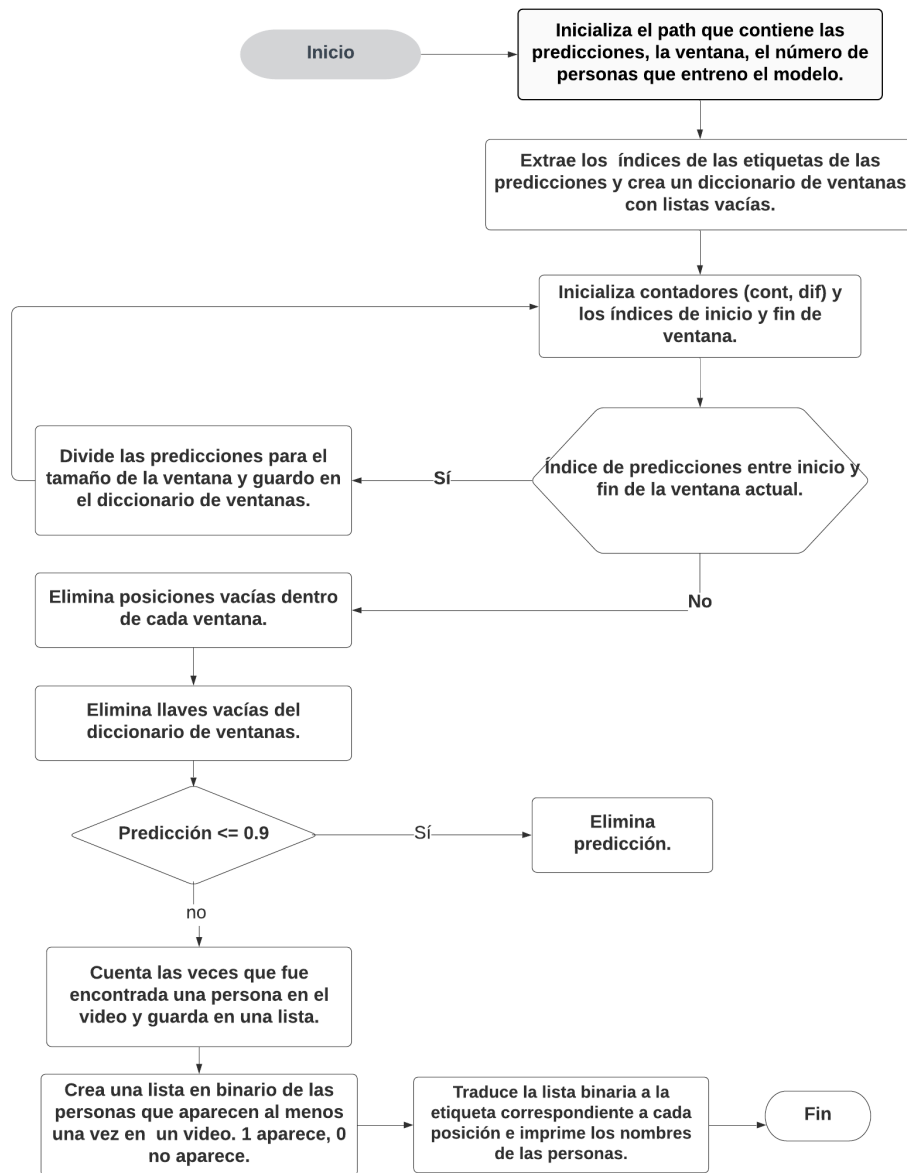 Inicio
Inicializa el path que contiene las
predicciones, la ventana, el número de
personas que entreno el modelo.
Extrae los índices de las etiquetas de las
predicciones y crea un diccionario de ventanas
con listas vacías.
Inicializa contadores (cont, dif) y
los índices de inicio y fin de
ventana.
Índice de predicciones entre inicio y
fin de la ventana actual.
Sí
Divide las predicciones para el
tamaño de la ventana y guardo en
el diccionario de ventanas.
No
Elimina posiciones vacías dentro
de cada ventana.
Elimina llaves vacías del
diccionario de ventanas.
Predicción <= 0.9
Sí
Elimina
predicción.
no
Cuenta las veces que fue
encontrada una persona en el
video y guarda en una lista.
Crea una lista en binario de las
personas que aparecen al menos
una vez en un video. 1 aparece, 0
no aparece.
Traduce la lista binaria a la
etiqueta correspondiente a cada
posición e imprime los nombres
de las personas.
Fin